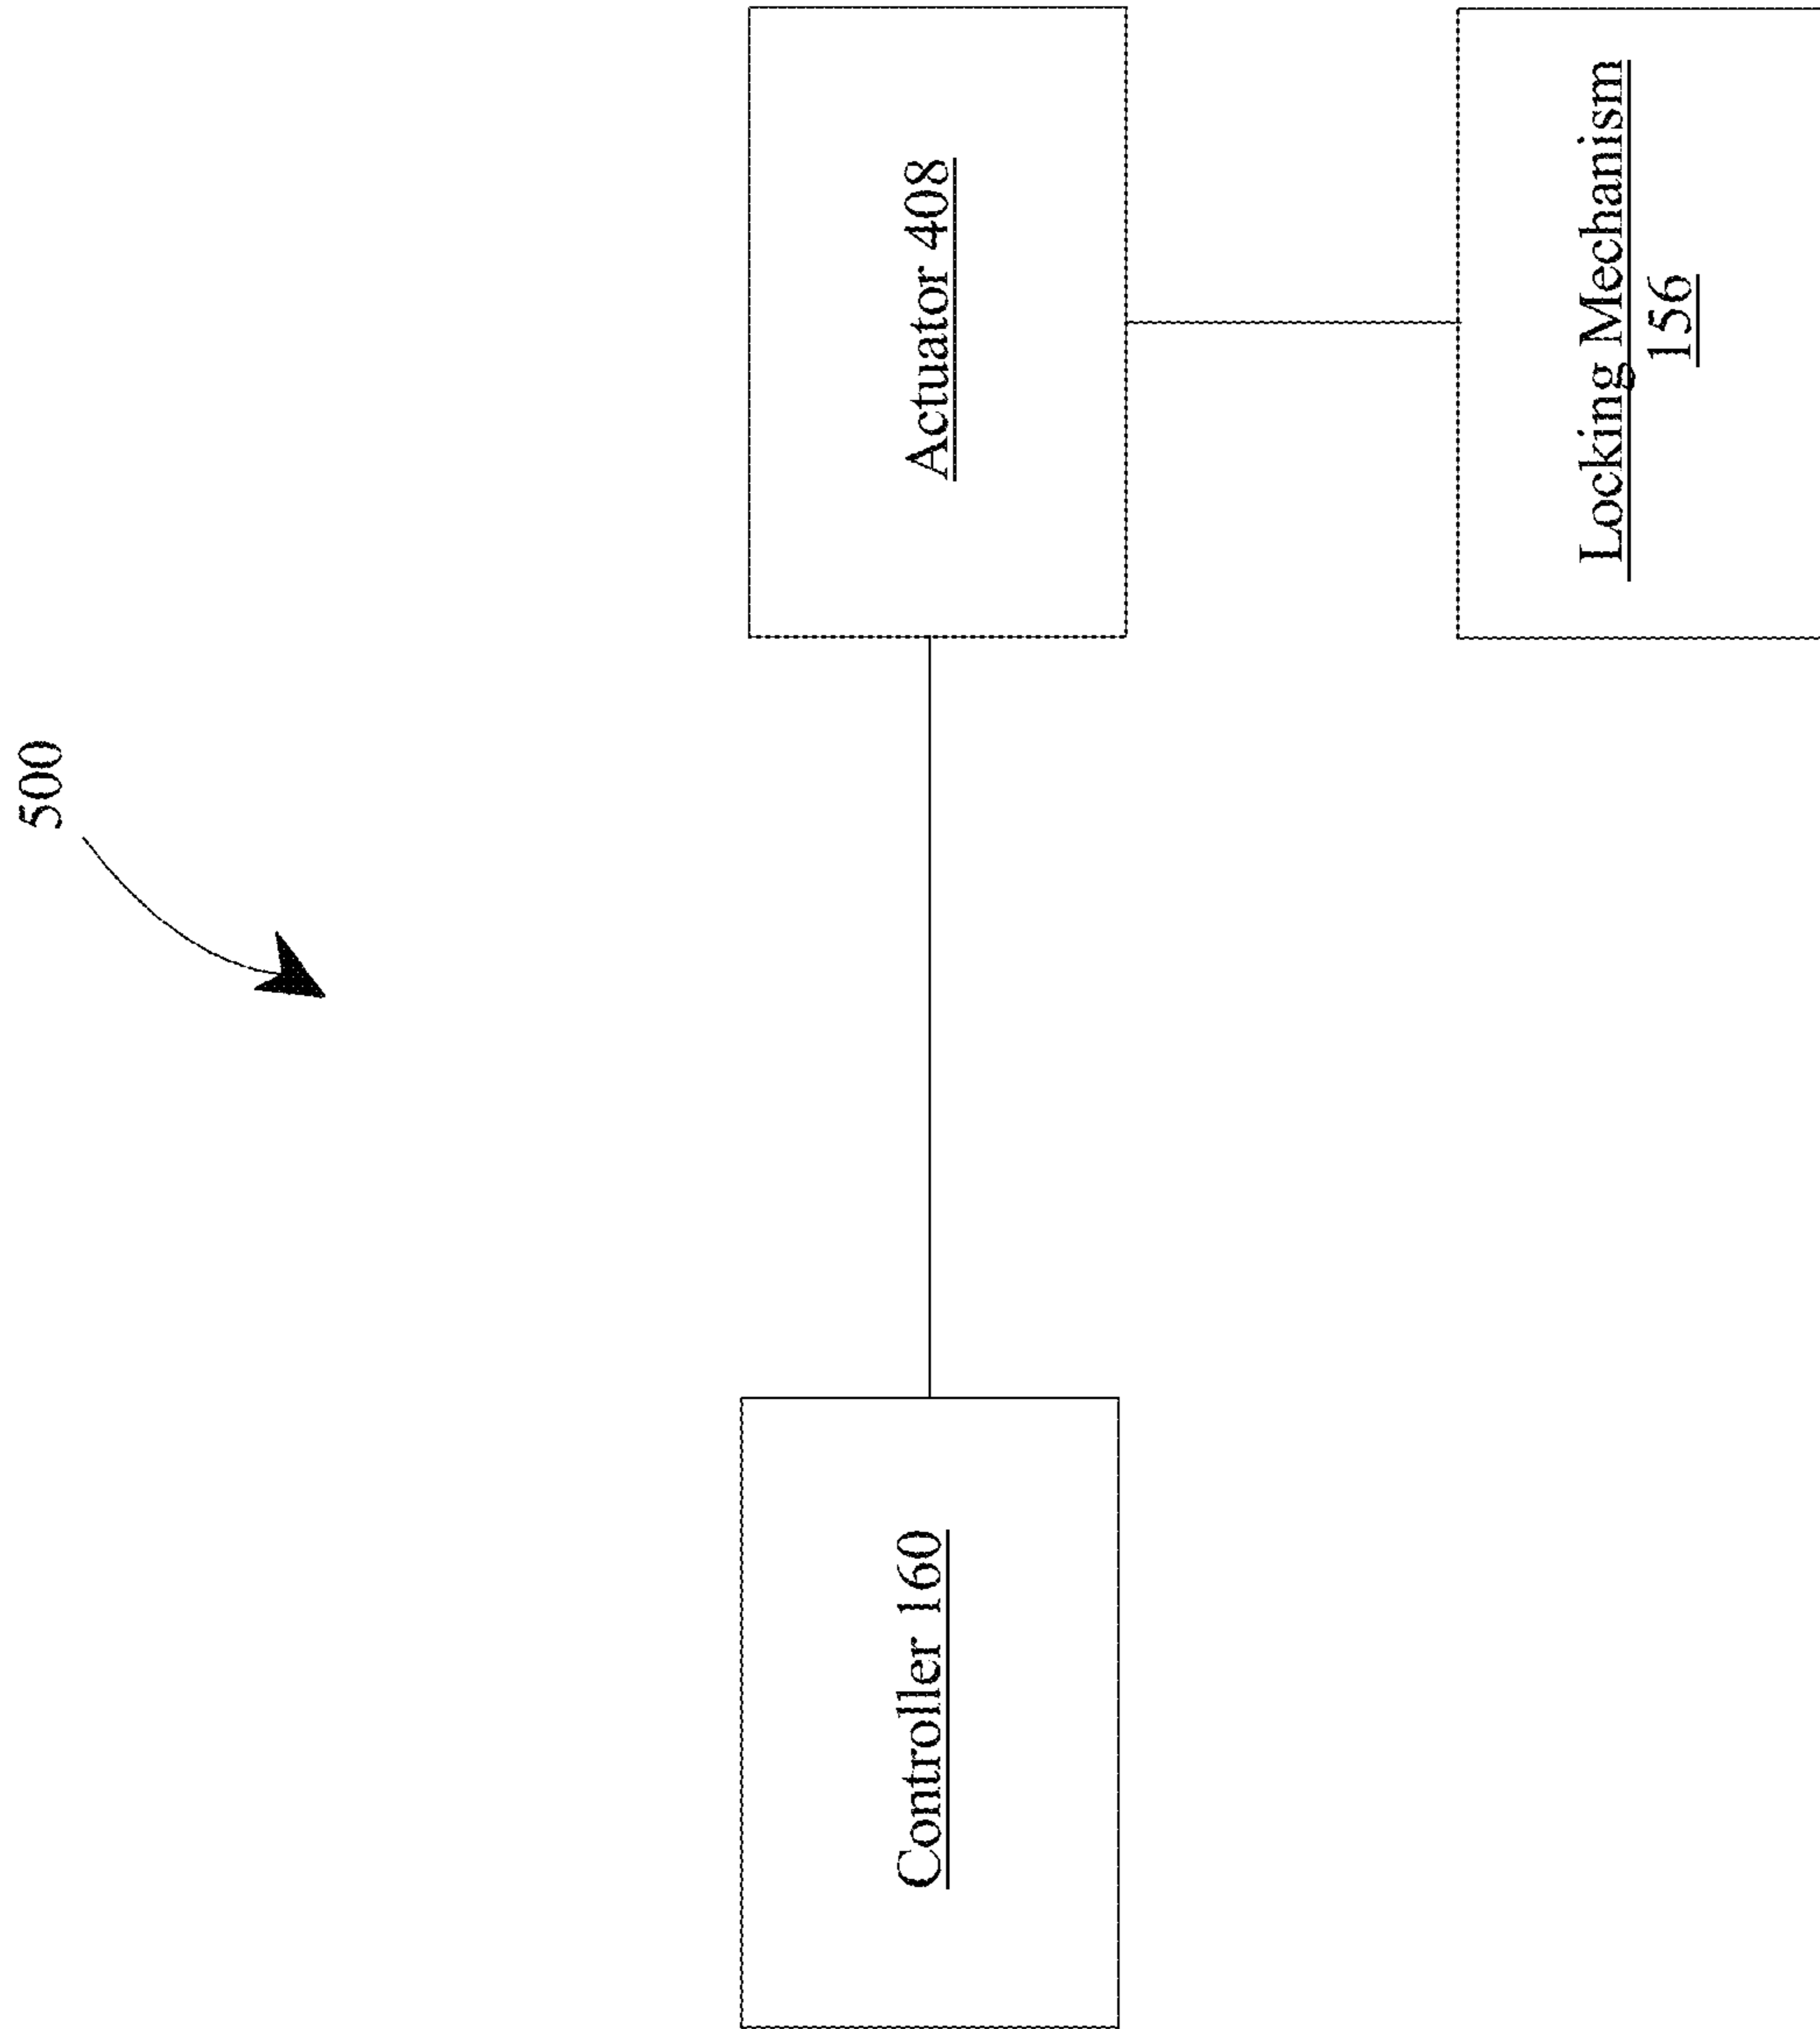 500
Controller 160
Actuator 408
Locking Mechanism
156